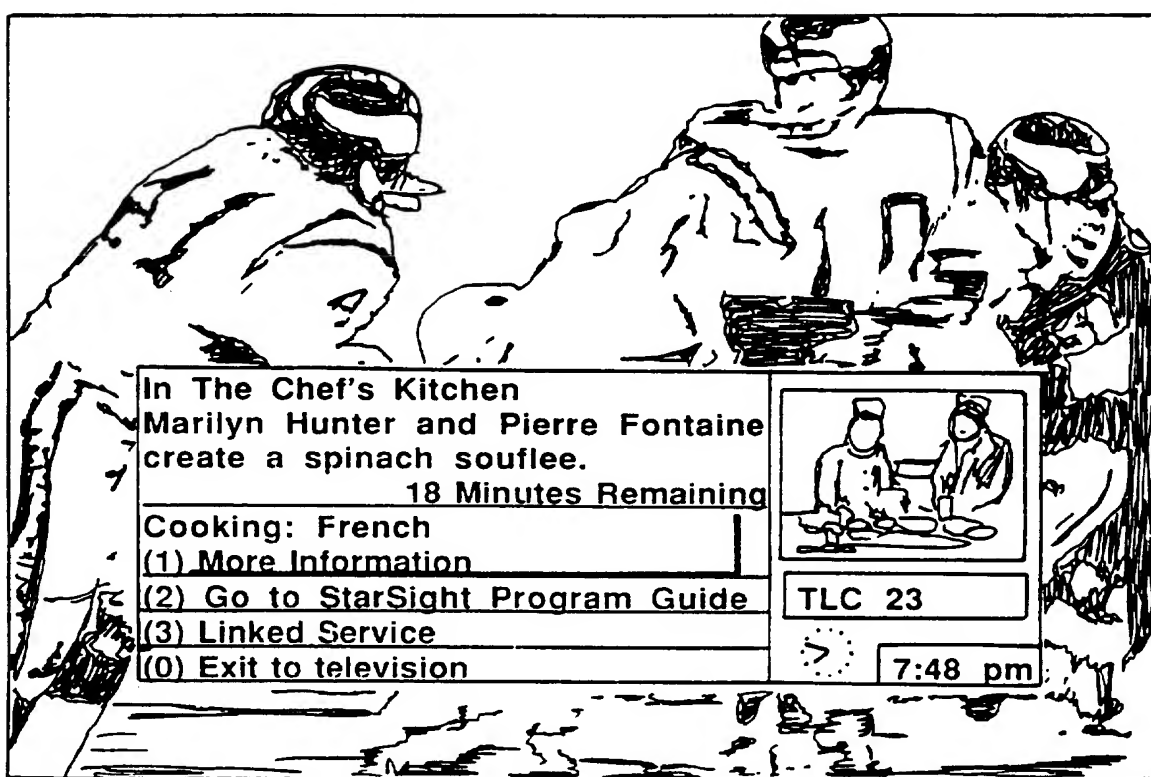 In The Chef's Kitchen
Marilyn Hunter and Pierre Fontaine
create a spinach souflee.
18 Minutes Remaining
Cooking: French
(1) More Information
(2) Go to StarSight Program Guide
(3) Linked Service
(0) Exit to television
TLC 23
7:48 pm